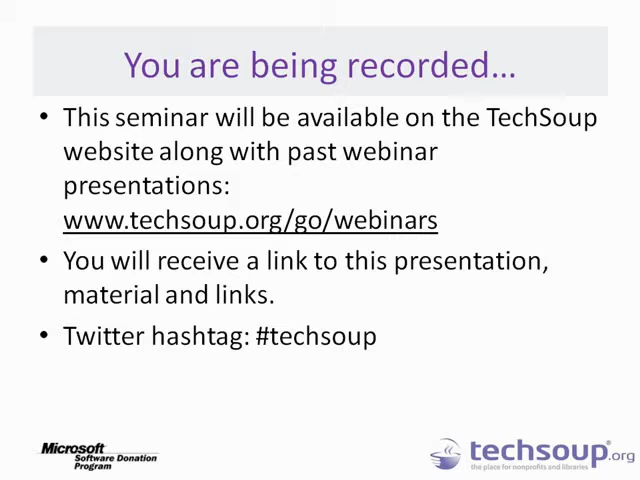 You are being recorded...
• This seminar will be available on the TechSoup
website along with past webinar
presentations:
www.techsoup.org/go/webinars
• You will receive a link to this presentation,
material and links.
• Twitter hashtag: #techsoup
Microsoft
Software Donation
Program
techsoup®.org
the place for nonprofits and libraries